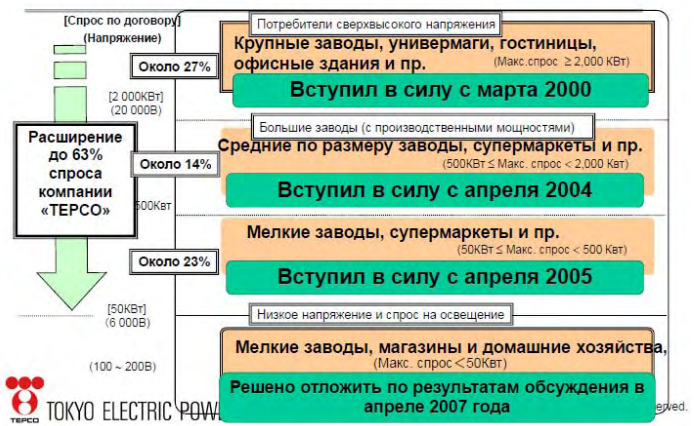 [Спрос по договору]
(Напряжение)
Потребители сверхвысокого напряжения
Крупные заводы, универмаги, гостиницы,
офисные здания и пр. (Макс.спрос ≥ 2,000 КВт)
Вступил в силу с марта 2000
Около 27%
[2 000КВт]
(20 000В)
Расширение
до 63%
спроса
компании
«ТЕРСО»
Большие заводы (с производственными мощностями)
Средние по размеру заводы, супермаркеты и пр.
(500КВт ≤ Макс. спрос < 2,000 КВт)
Около 14%
Вступил в силу с апреля 2004
500Квт
Мелкие заводы, супермаркеты и пр.
(50КВт ≤ Макс. спрос < 500 Квт)
Около 23%
Вступил в силу с апреля 2005
[50КВт]
(6 000В)
Низкое напряжение и спрос на освещение
Мелкие заводы, магазины и домашние хозяйства,
(Макс. спрос<50Квт)
(100 ~ 200В)
Решено отложить по результатам обсуждения в
апреле 2007 года
TEPCO
TOKYO ELECTRIC POW
erved.